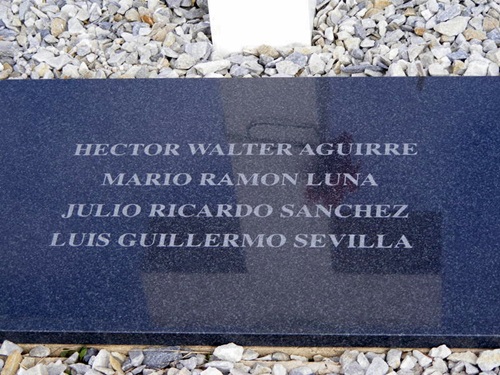 HECTOR WALTER AGUIRRE
MARIO RAMON LUNA
JULIO RICARDO SANCHEZ
LUIS GUILLERMO SEVILLA